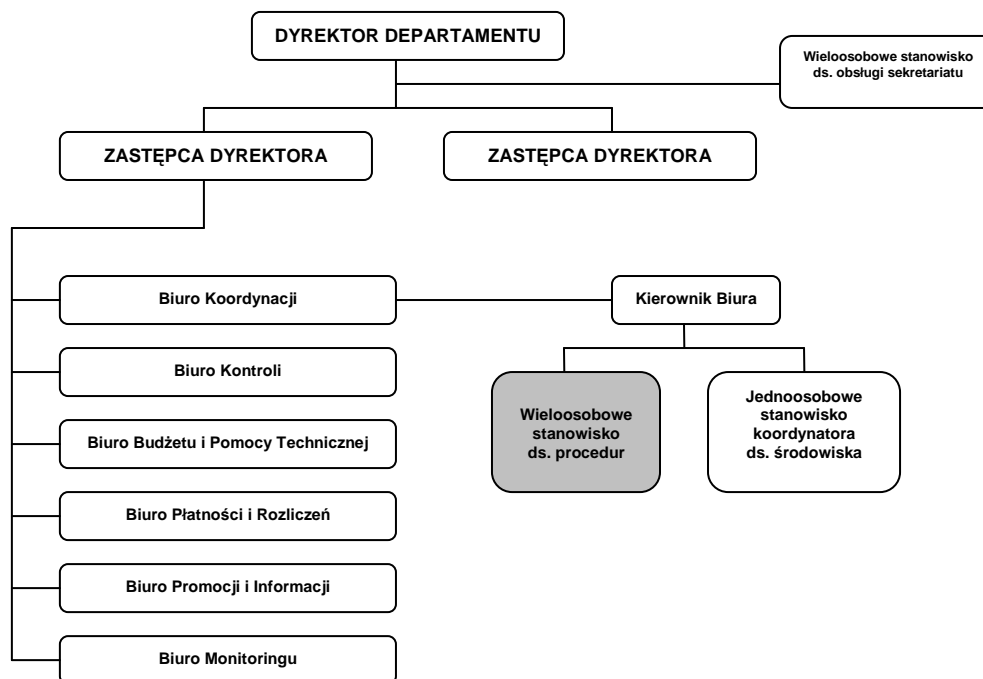 DYREKTOR DEPARTAMENTU
Wieloosobowe stanowisko
ds. obsługi sekretariatu
ZASTĘPCA DYREKTORA
ZASTĘPCA DYREKTORA
Biuro Koordynacji
Kierownik Biura
Biuro Kontroli
Wieloosobowe
stanowisko
ds. procedur
Jednoosobowe
stanowisko
koordynatora
ds. środowiska
Biuro Budżetu i Pomocy Technicznej
Biuro Płatności i Rozliczeń
Biuro Promocji i Informacji
Biuro Monitoringu